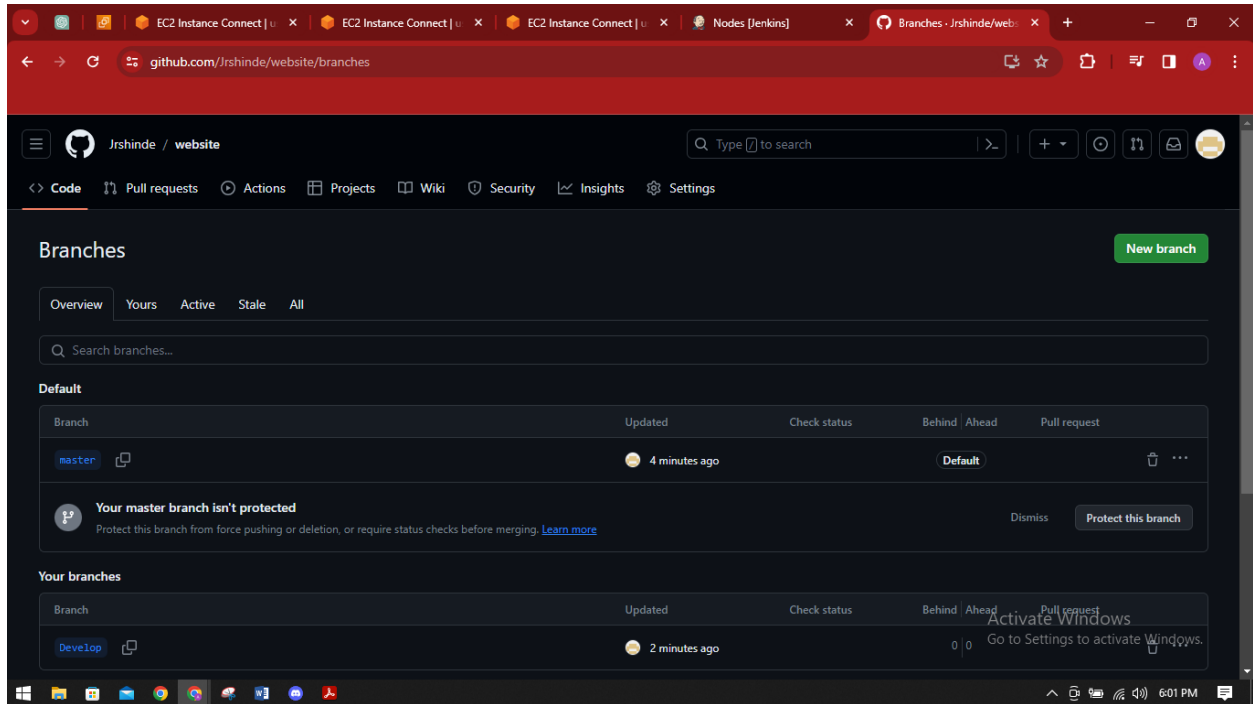 EC2 Instance Connect | u
EC2 Instance Connect | u
EC2 Instance Connect | u
Nodes [Jenkins]
Branches · Jrshinde/webs
github.com/Jrshinde/website/branches
A
Jrshinde / website
Type / to search
Code
Pull requests
Actions
Projects
Wiki
Security
Insights
Settings
Branches
New branch
Overview
Yours
Active
Stale
All
Search branches...
Default
Branch Updated Check status Behind Ahead Pull request
master 4 minutes ago Default
Your master branch isn't protected
Protect this branch from force pushing or deletion, or require status checks before merging. Learn more
Dismiss
Protect this branch
Your branches
Branch Updated Check status Behind Ahead Pull request
Activate Windows
Develop 2 minutes ago 0 0
Go to Settings to activate Windows.
6:01 PM